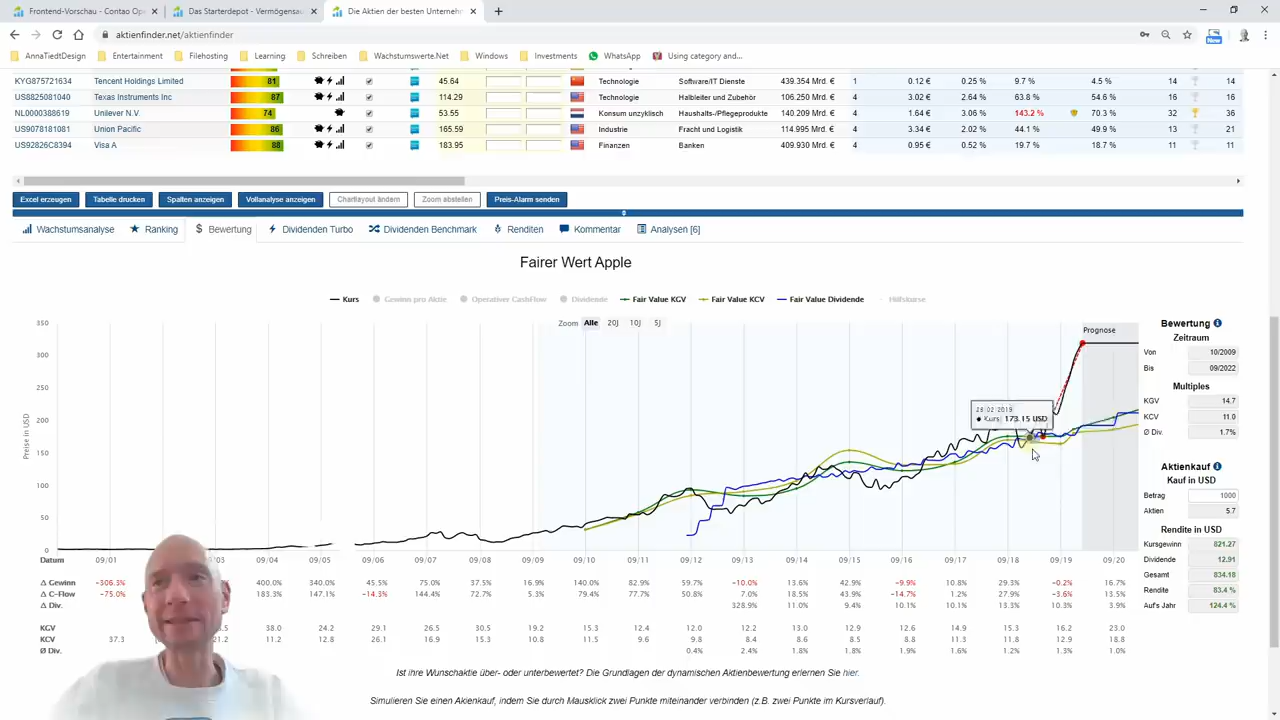 Frontend-Vorschau - Contao Ope
Das Starterdepot - Vermögensau
Die Aktien der besten Unternehm
aktienfinder.net/aktienfinder
AnnaTiedtDesign Entertainment Filehosting Learning Schreiben Wachstumswerte.Net Windows Investments WhatsApp Using category and...
KYG875721634 Tencent Holdings Limited 81 45.64 Technologie Software/IT Dienste 439.354 Mrd. € 1 0.12 € 0.25 % 9.7 % 4.5 % 14 14
US8825081040 Texas Instruments Inc 87 114.29 Technologie Halbleiter und Zubehör 106.250 Mrd. € 4 3.02 € 2.64 % 63.8 % 54.6 16 16
NL0000388619 Unilever N.V. 74 53.55 Konsum unzyklisch Haushalts-/Pflegeprodukte 140.209 Mrd. € 4 1.64 € 3.06 % 143.2 % 70.3 % 32 36
US9078181081 Union Pacific 86 165.59 Industrie Fracht und Logistik 114.995 Mrd. € 4 3.34 € 2.02 % 44.1 % 49.9 % 13 21
US92826C8394 Visa A 88 183.95 Finanzen Banken 409.930 Mrd. € 4 0.95 € 0.52 % 19.7 % 18.7 % 11 11
Excel erzeugen Tabelle drucken Spalten anzeigen Vollanalyse anzeigen Chartlayout ändern Zoom abstellen Preis-Alarm senden
Wachstumsanalyse Ranking $ Bewertung Dividenden Turbo Dividenden Benchmark Renditen Kommentar Analysen [6]
Fairer Wert Apple
Kurs Gewinn pro Aktie Operativer CashFlow Dividende Fair Value KGV Fair Value KCV Fair Value Dividende Hilfskurse
Zoom Alle 20J 10J 5J
Prognose
Preise in USD
350
300
250
200
150
100
50
0
28 02 2019
Kurs: 173.15 USD
Datum 09/01 09/04 09/05 09/06 09/07 09/08 09/09 09/10 09/11 09/12 09/13 09/14 09/15 09/16 09/17 09/18 09/19 09/20
Δ Gewinn -306.3% 400.0% 340.0% 45.5% 75.0% 37.5% 16.9% 140.0% 82.9% 59.7% -10.0% 13.6% 42.9% -9.9% 10.8% 29.3% -0.2% 16.7%
Δ C-Flow -75.0% 183.3% 147.1% -14.3% 144.4% 72.7% 5.3% 79.4% 77.7% 50.8% 7.0% 18.5% 43.9% -14.7% 1.2% 27.9% -3.6% 13.5%
Δ Div. 328.9% 11.0% 9.4% 10.1% 10.1% 13.3% 10.3% 3.9%
KGV 38.0 24.2 29.1 26.5 30.5 19.2 15.3 12.4 12.0 12.2 13.0 12.9 12.6 14.9 15.3 16.2 23.0
KCV 37.3 21.2 11.2 12.8 26.1 16.9 15.3 10.8 11.5 9.6 9.8 8.4 8.6 8.5 8.8 11.3 11.8 12.9 18.8
Ø Div. 0.4% 2.4% 1.8% 1.8% 1.9% 1.6% 1.2% 1.3% 1.0%
Bewertung
Zeitraum
Von 10/2009
Bis 09/2022
Multiples
KGV 14.7
KCV 11.0
Ø Div. 1.7%
Aktienkauf
Kauf in USD
Betrag 1000
Aktien 5.7
Rendite in USD
Kursgewinn 821.27
Dividende 12.91
Gesamt 834.18
Rendite 83.4 %
Auf's Jahr 124.4 %
Ist ihre Wunschaktie über- oder unterbewertet? Die Grundlagen der dynamischen Aktienbewertung erlernen Sie hier.
Simulieren Sie einen Akienkauf, indem Sie durch Mausklick zwei Punkte miteinander verbinden (z.B. zwei Punkte im Kursverlauf).